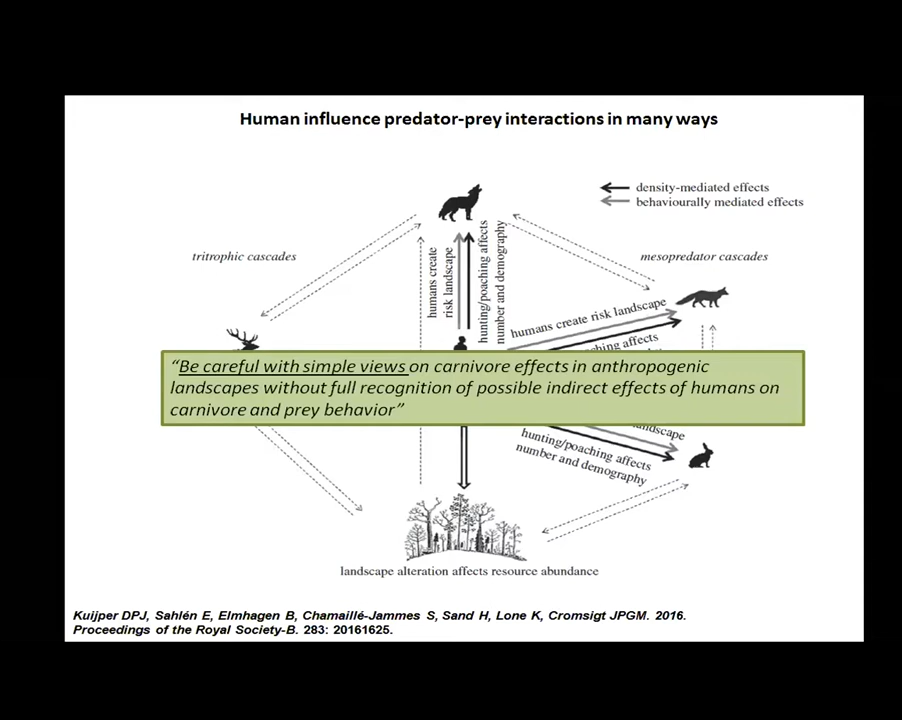 Human influence predator-prey interactions in many ways
density-mediated effects
behaviourally mediated effects
tritrophic cascades
mesopredator cascades
humans create
risk landscape
hunting/poaching affects
number and demography
humans create risk landscape
affects
“Be careful with simple views on carnivore effects in anthropogenic
landscapes without full recognition of possible indirect effects of humans on
carnivore and prey behavior”
landscape
hunting/poaching affects
number and demography
landscape alteration affects resource abundance
Kuijper DPJ, Sahlén E, Elmhagen B, Chamaillé-Jammes S, Sand H, Lone K, Cromsigt JPGM. 2016.
Proceedings of the Royal Society-B. 283: 20161625.